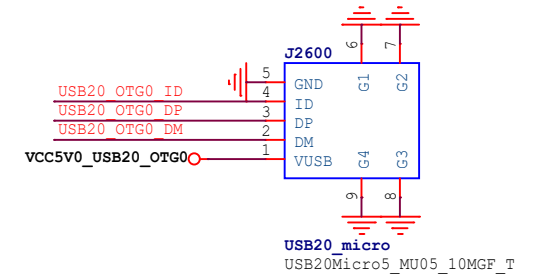 6 7
J2600
5 GND G1 G2
USB20_OTG0_ID 4 ID
USB20_OTG0_DP 3 DP
USB20_OTG0_DM 2 DM
VCC5V0_USB20_OTG0 1 VUSB G4 G3
9 8
USB20_micro
USB20Micro5_MU05_10MGF_T